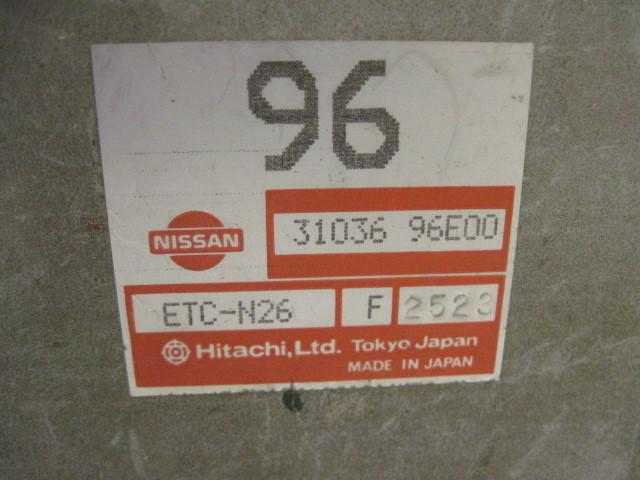 96
NISSAN 31036 96E00
ETC-N26 F 2523
Hitachi, Ltd. Tokyo Japan
MADE IN JAPAN